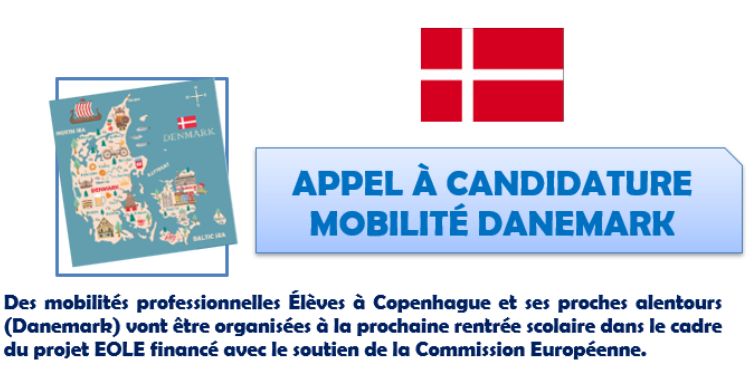 NORTH SEA
DENMARK
DENMARK
BALTIC SEA
APPEL À CANDIDATURE
MOBILITÉ DANEMARK
Des mobilités professionnelles Élèves à Copenhague et ses proches alentours
(Danemark) vont être organisées à la prochaine rentrée scolaire dans le cadre
du projet EOLE financé avec le soutien de la Commission Européenne.